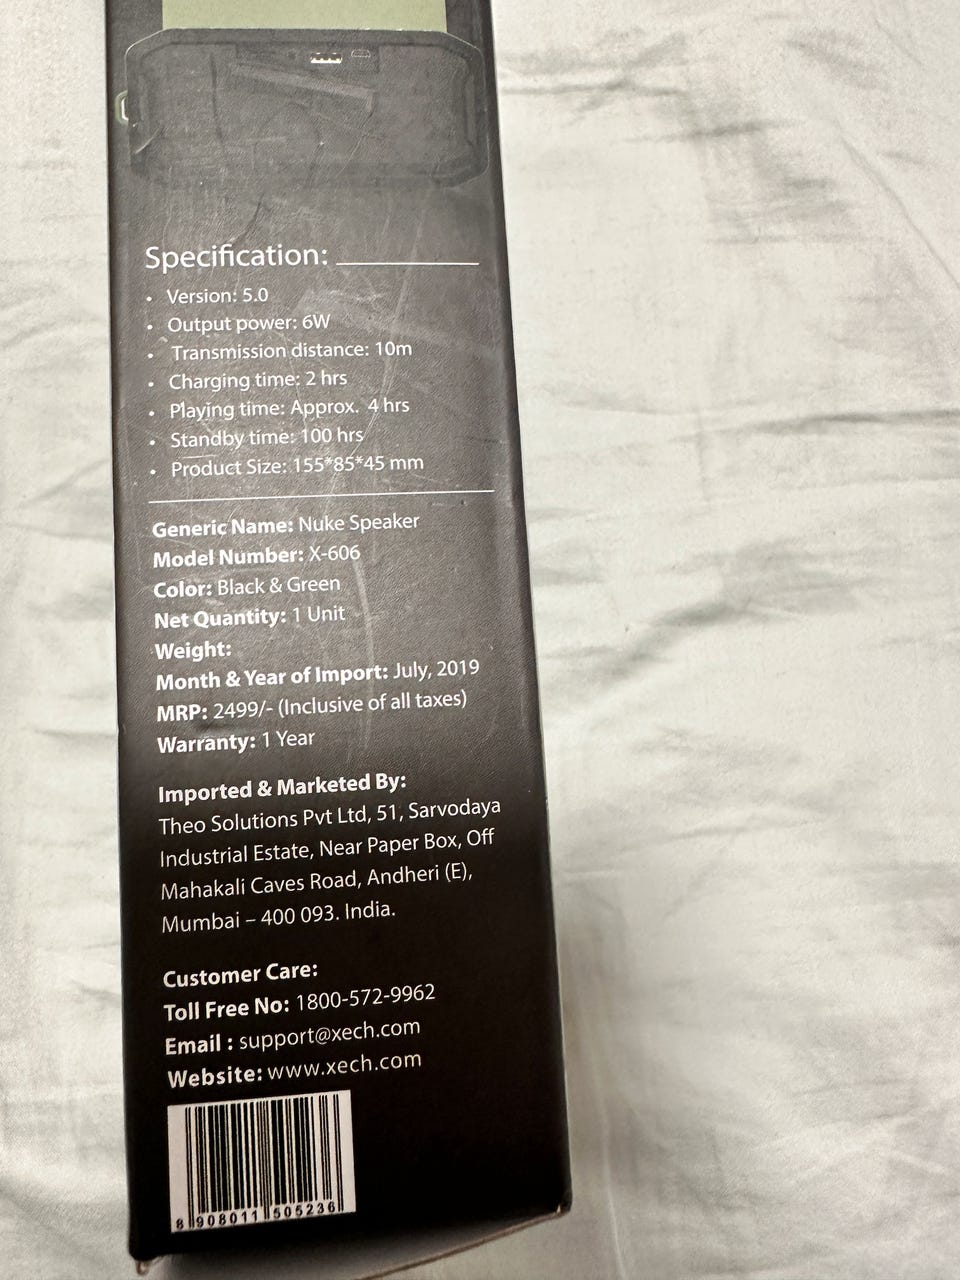 Specification:
• Version: 5.0
• Output power: 6W
• Transmission distance: 10m
• Charging time: 2 hrs
• Playing time: Approx. 4 hrs
• Standby time: 100 hrs
• Product Size: 155*85*45 mm
Generic Name: Nuke Speaker
Model Number: X-606
Color: Black & Green
Net Quantity: 1 Unit
Weight:
Month & Year of Import: July, 2019
MRP: 2499/- (Inclusive of all taxes)
Warranty: 1 Year
Imported & Marketed By:
Theo Solutions Pvt Ltd, 51, Sarvodaya
Industrial Estate, Near Paper Box, Off
Mahakali Caves Road, Andheri (E),
Mumbai – 400 093. India.
Customer Care:
Toll Free No: 1800-572-9962
Email : support@xech.com
Website: www.xech.com
8 908011 505236